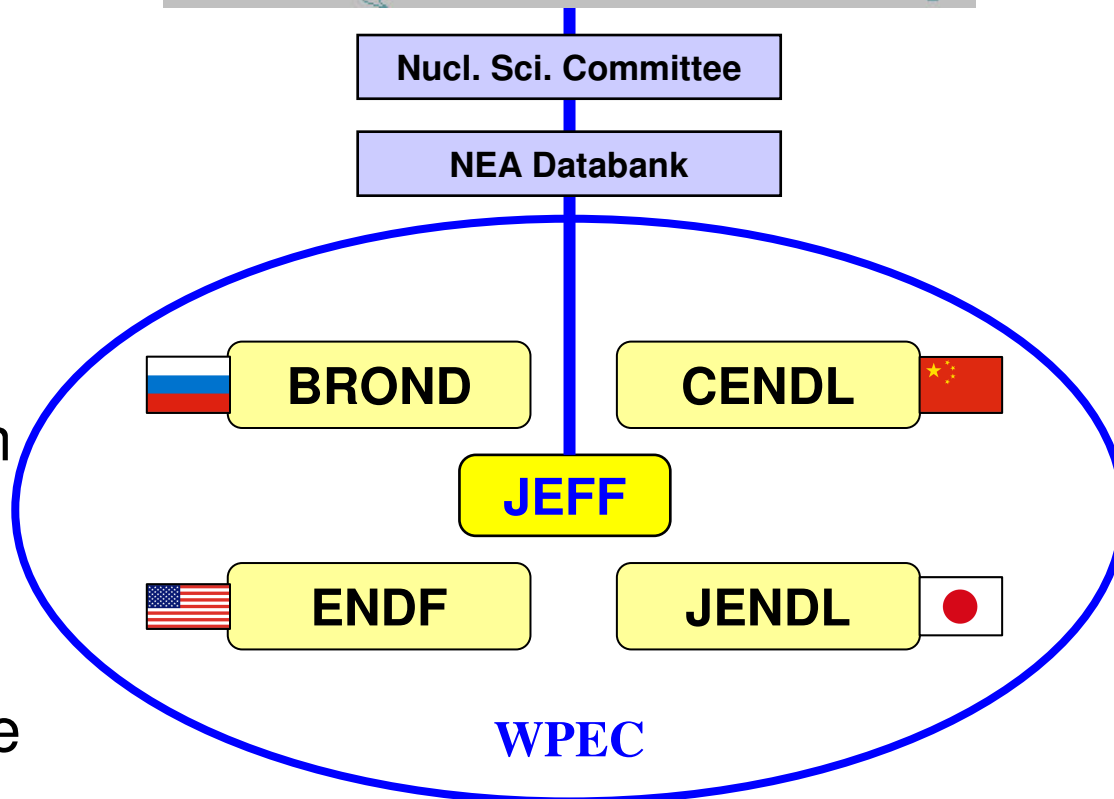 Nucl. Sci. Committee
NEA Databank
BROND
CENDL
JEFF
ENDF
JENDL
WPEC